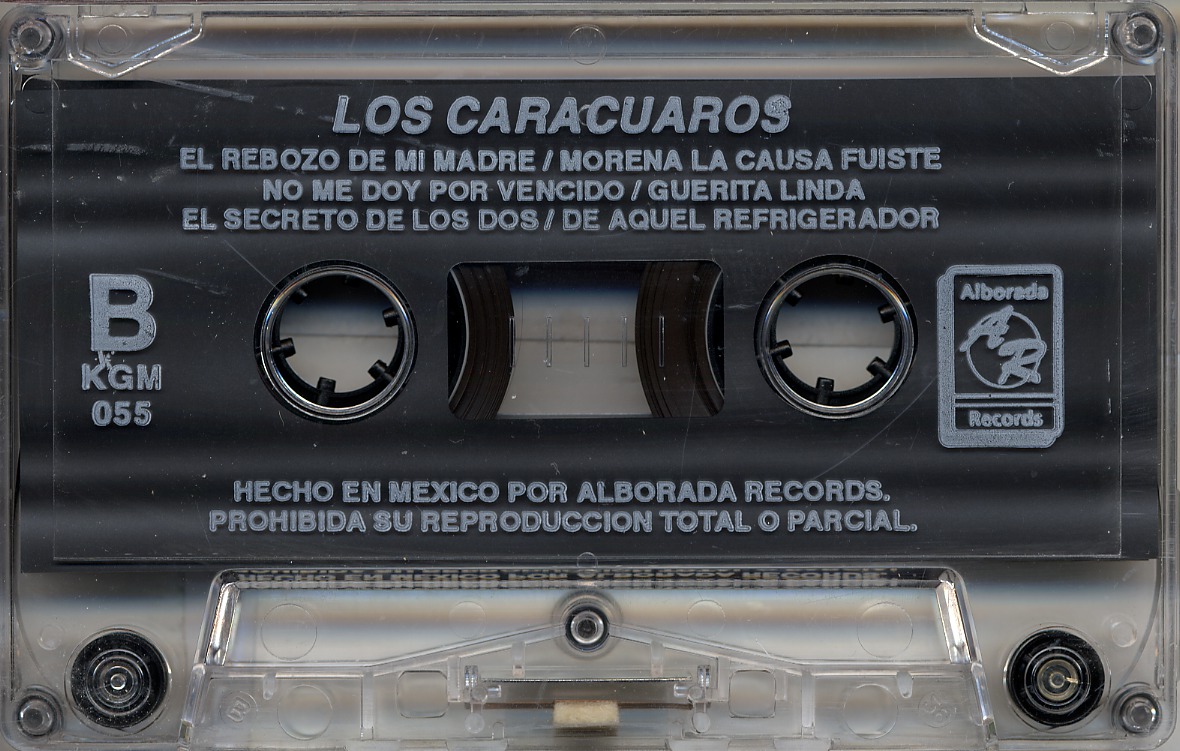 LOS CARACUAROS
EL REBOZO DE MI MADRE / MORENA LA CAUSA FUISTE
NO ME DOY POR VENCIDO / GUERITA LINDA
EL SECRETO DE LOS DOS / DE AQUEL REFRIGERADOR
B
KGM
055
Alborada
AR
Records
HECHO EN MEXICO POR ALBORADA RECORDS.
PROHIBIDA SU REPRODUCCION TOTAL O PARCIAL.